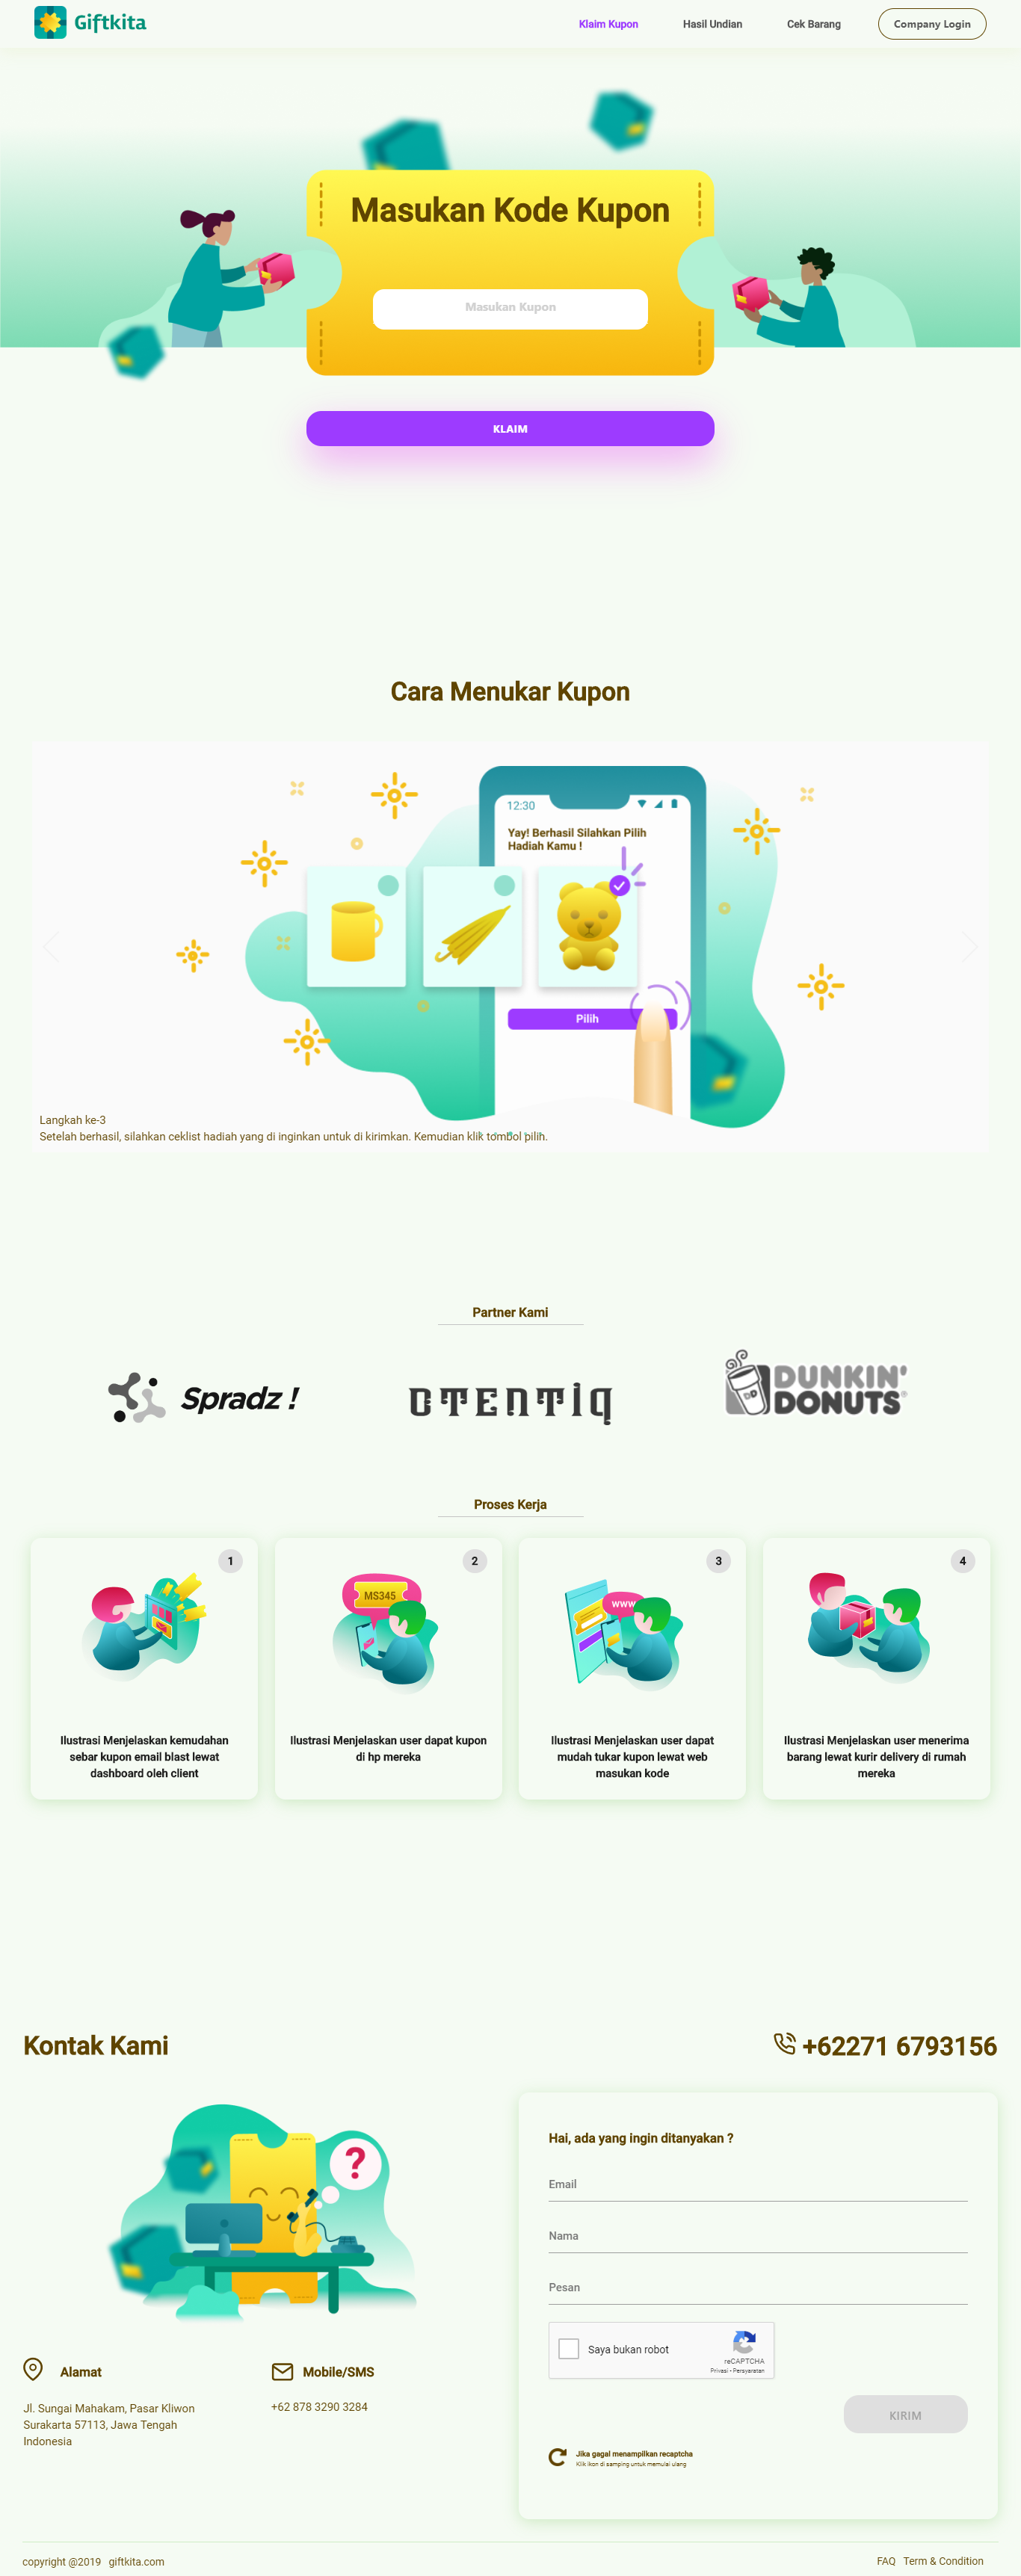 Giftkita
Klaim Kupon
Hasil Undian
Cek Barang
Company Login
Masukan Kode Kupon
Masukan Kupon
KLAIM
Cara Menukar Kupon
12:30
Yay! Berhasil Silahkan Pilih
Hadiah Kamu !
Pilih
Langkah ke-3
Setelah berhasil, silahkan ceklist hadiah yang di inginkan untuk di kirimkan. Kemudian klik tombol pilih.
Partner Kami
Spradz !
CTENTIQ
DUNKIN'
DONUTS
DD
Proses Kerja
1
Ilustrasi Menjelaskan kemudahan
sebar kupon email blast lewat
dashboard oleh client
2
MS345
Ilustrasi Menjelaskan user dapat kupon
di hp mereka
3
www
Ilustrasi Menjelaskan user dapat
mudah tukar kupon lewat web
masukan kode
4
Ilustrasi Menjelaskan user menerima
barang lewat kurir delivery di rumah
mereka
Kontak Kami
+62271 6793156
?
Alamat
Jl. Sungai Mahakam, Pasar Kliwon
Surakarta 57113, Jawa Tengah
Indonesia
Mobile/SMS
+62 878 3290 3284
Hai, ada yang ingin ditanyakan ?
Email
Nama
Pesan
Saya bukan robot
reCAPTCHA
Privasi - Persyaratan
KIRIM
Jika gagal menampilkan recaptcha
Klik ikon di samping untuk memulai ulang
copyright @2019 giftkita.com
FAQ Term & Condition